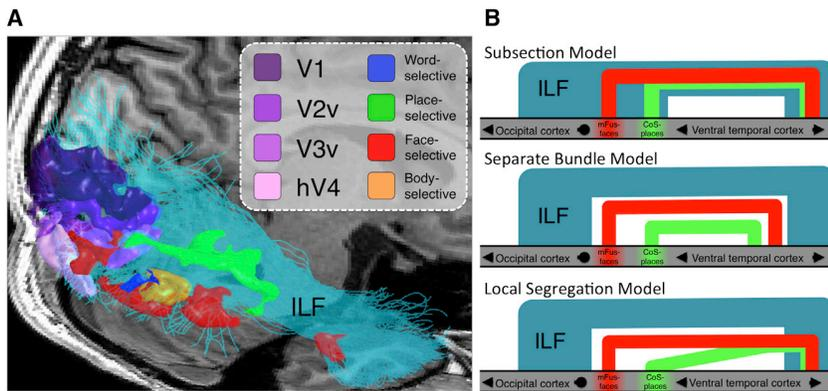 A
V1
Word-
selective
V2v
Place-
selective
V3v
Face-
selective
hV4
Body-
selective
ILF
B
Subsection Model
ILF
mFus-
faces
CoS-
places
Occipital cortex
Ventral temporal cortex
Separate Bundle Model
ILF
mFus-
faces
CoS-
places
Occipital cortex
Ventral temporal cortex
Local Segregation Model
ILF
mFus-
faces
CoS-
places
Occipital cortex
Ventral temporal cortex